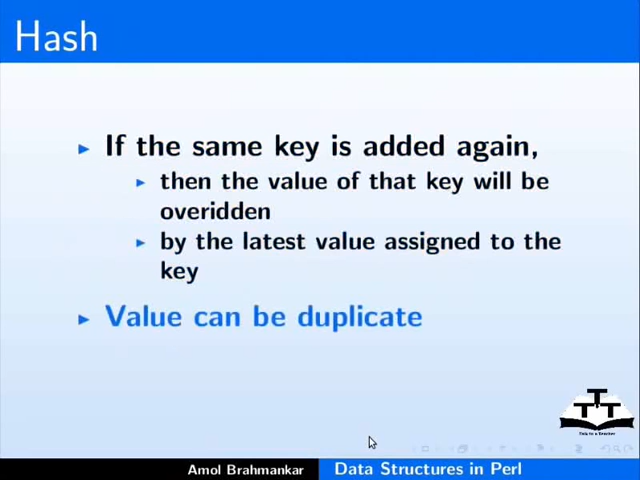 Hash
If the same key is added again,
then the value of that key will be
overidden
by the latest value assigned to the
key
Value can be duplicate
TTT
Amol Brahmankar
Data Structures in Perl